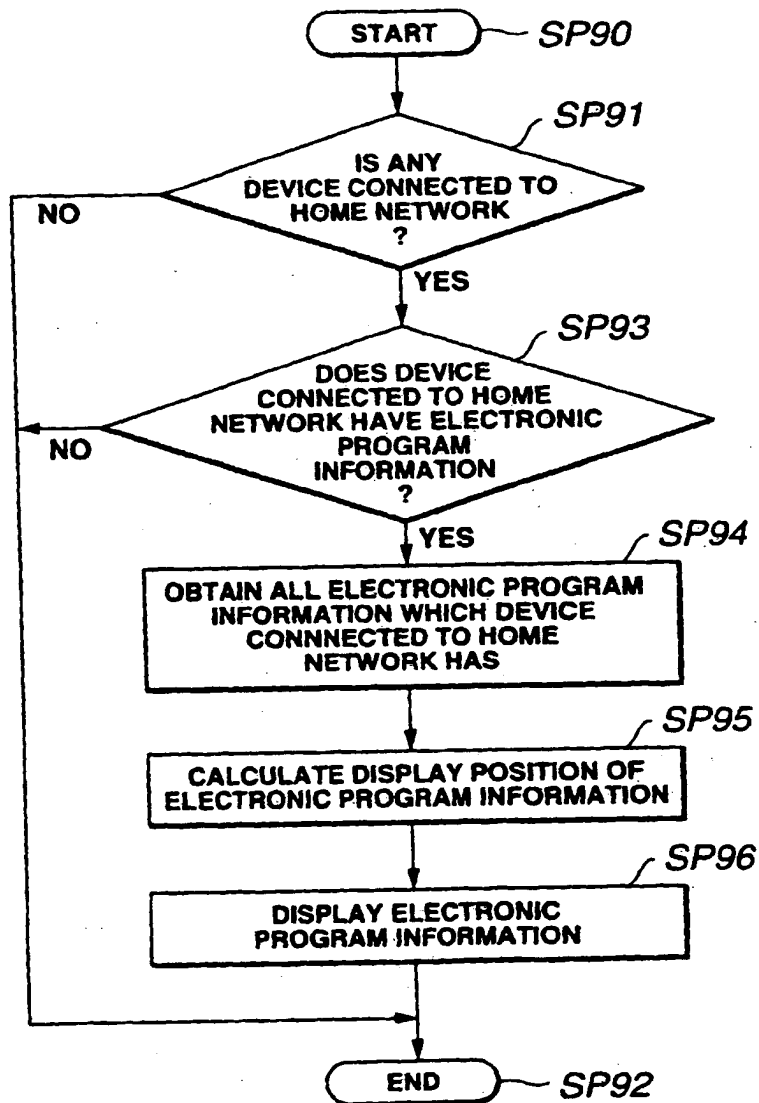 START
SP90
SP91
IS ANY
DEVICE CONNECTED TO
HOME NETWORK
?
NO
YES
SP93
DOES DEVICE
CONNECTED TO HOME
NETWORK HAVE ELECTRONIC
PROGRAM
INFORMATION
?
NO
YES
SP94
OBTAIN ALL ELECTRONIC PROGRAM
INFORMATION WHICH DEVICE
CONNNECTED TO HOME
NETWORK HAS
SP95
CALCULATE DISPLAY POSITION OF
ELECTRONIC PROGRAM INFORMATION
SP96
DISPLAY ELECTRONIC
PROGRAM INFORMATION
END
SP92